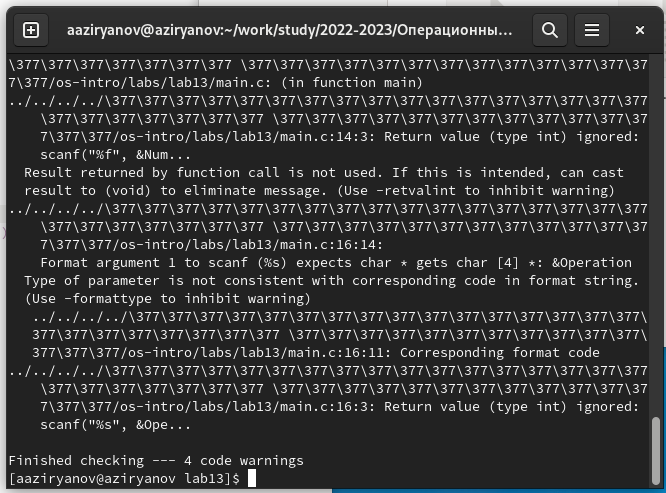 \377\377\377\377\377\377\377 \377\377\377\377\377\377\377\377\377\377\377\377\37
7\377\377/os-intro/labs/lab13/main.c: (in function main)
../../../../\377\377\377\377\377\377\377\377\377\377\377\377\377\377\377\377\377
\377\377\377\377\377\377\377 \377\377\377\377\377\377\377\377\377\377\377\37
7\377\377/os-intro/labs/lab13/main.c:14:3: Return value (type int) ignored:
scanf("%f", &Num...
Result returned by function call is not used. If this is intended, can cast
result to (void) to eliminate message. (Use -retvalint to inhibit warning)
../../../../\377\377\377\377\377\377\377\377\377\377\377\377\377\377\377\377\377
\377\377\377\377\377\377\377 \377\377\377\377\377\377\377\377\377\377\377\37
7\377\377/os-intro/labs/lab13/main.c:16:14:
Format argument 1 to scanf (%s) expects char * gets char [4] *: &Operation
Type of parameter is not consistent with corresponding code in format string.
(Use -formattype to inhibit warning)
../../../../\377\377\377\377\377\377\377\377\377\377\377\377\377\377\377\377\
377\377\377\377\377\377\377\377 \377\377\377\377\377\377\377\377\377\377\377\
377\377\377/os-intro/labs/lab13/main.c:16:11: Corresponding format code
../../../../\377\377\377\377\377\377\377\377\377\377\377\377\377\377\377\377\377
\377\377\377\377\377\377\377 \377\377\377\377\377\377\377\377\377\377\377\37
7\377\377/os-intro/labs/lab13/main.c:16:3: Return value (type int) ignored:
scanf("%s", &Ope...
Finished checking --- 4 code warnings
[aaziryanov@aziryanov lab13]$
aaziryanov@aziryanov:~/work/study/2022-2023/Операционны...